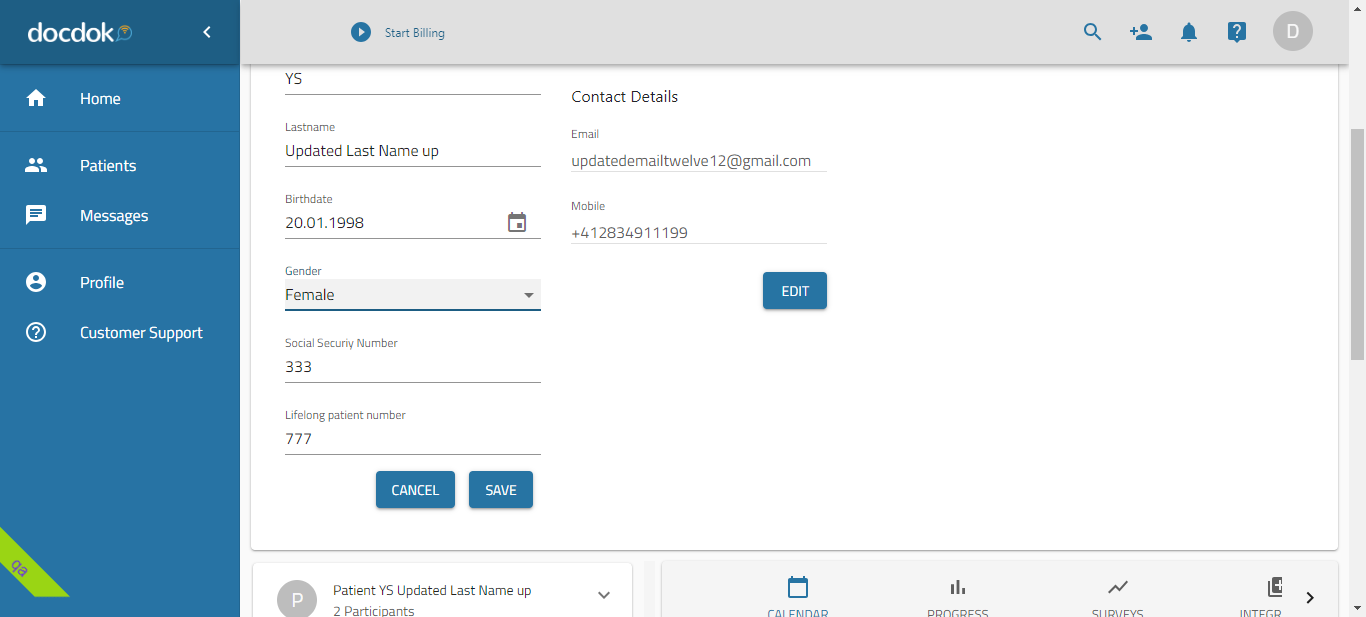 docdok
Start Billing
D
Home
Patients
Messages
Profile
Customer Support
qa
YS
Lastname
Updated Last Name up
Birthdate
20.01.1998
Gender
Female
Social Securiy Number
333
Lifelong patient number
777
CANCEL SAVE
Contact Details
Email
updatedemailtwelve12@gmail.com
Mobile
+412834911199
EDIT
P
Patient YS Updated Last Name up
2 Participants
CALENDAR PROGRESS SURVEYS INTEGR